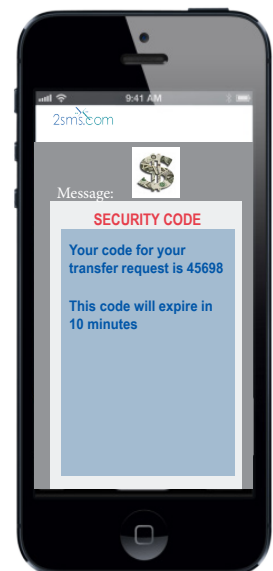 9:41 AM
2sms.com
Message:
SECURITY CODE
Your code for your
transfer request is 45698
This code will expire in
10 minutes